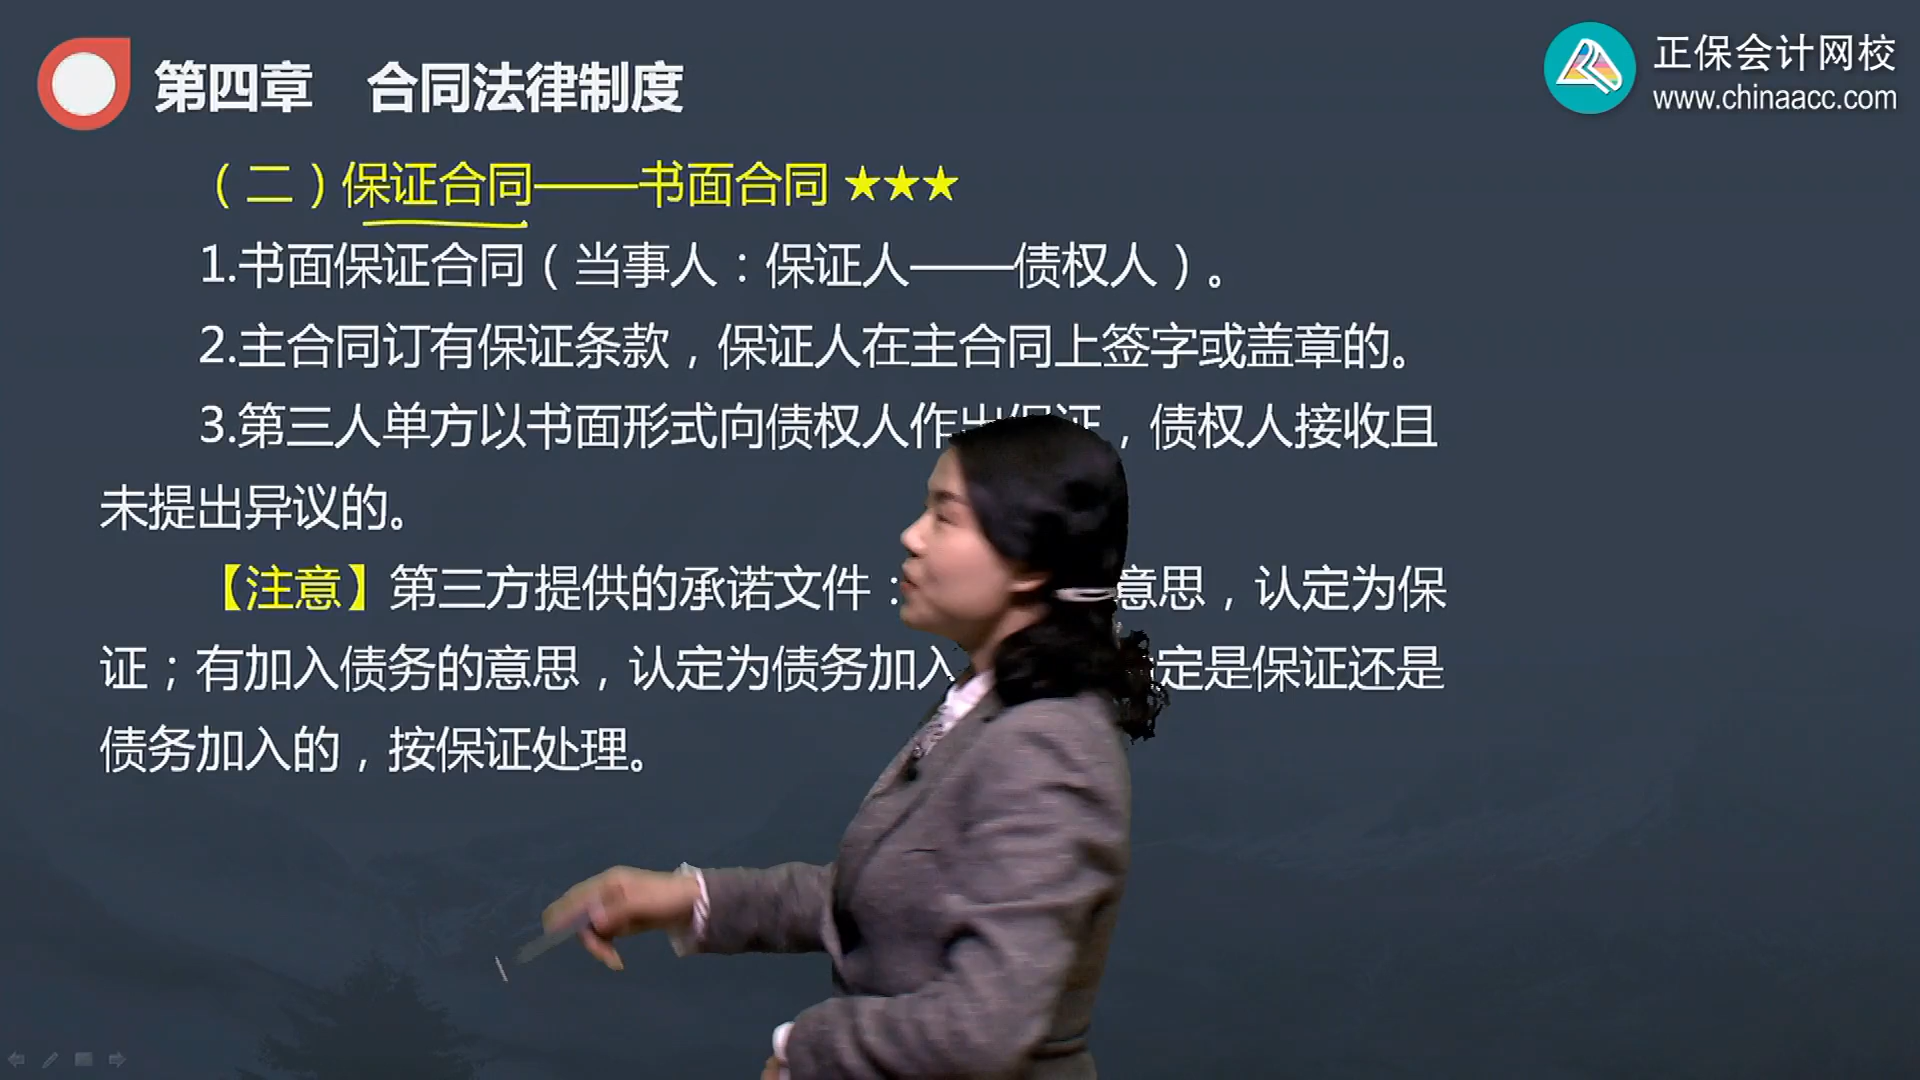 第四章 合同法律制度
正保会计网校
www.chinaacc.com
（二）保证合同——书面合同★★★
1.书面保证合同（当事人：保证人——债权人）。
2.主合同订有保证条款，保证人在主合同上签字或盖章的。
3.第三人单方以书面形式向债权人作出保证，债权人接收且
未提出异议的。
【注意】第三方提供的承诺文件： 意思，认定为保
证；有加入债务的意思，认定为债务加入 定是保证还是
债务加入的，按保证处理。